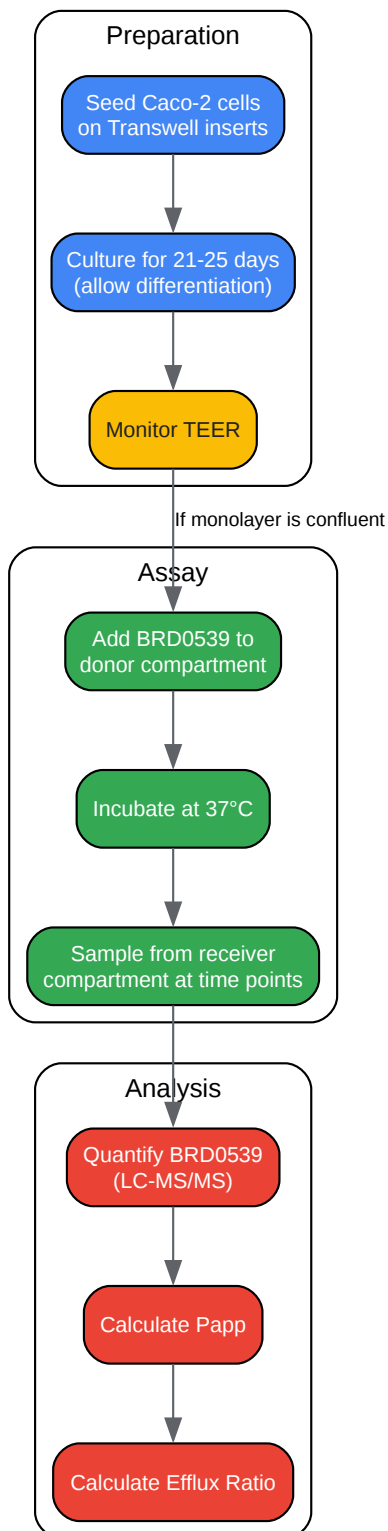 Preparation
Seed Caco-2 cells
on Transwell inserts
Culture for 21-25 days
(allow differentiation)
Monitor TEER
If monolayer is confluent
Assay
Add BRD0539 to
donor compartment
Incubate at 37°C
Sample from receiver
compartment at time points
Analysis
Quantify BRD0539
(LC-MS/MS)
Calculate Papp
Calculate Efflux Ratio